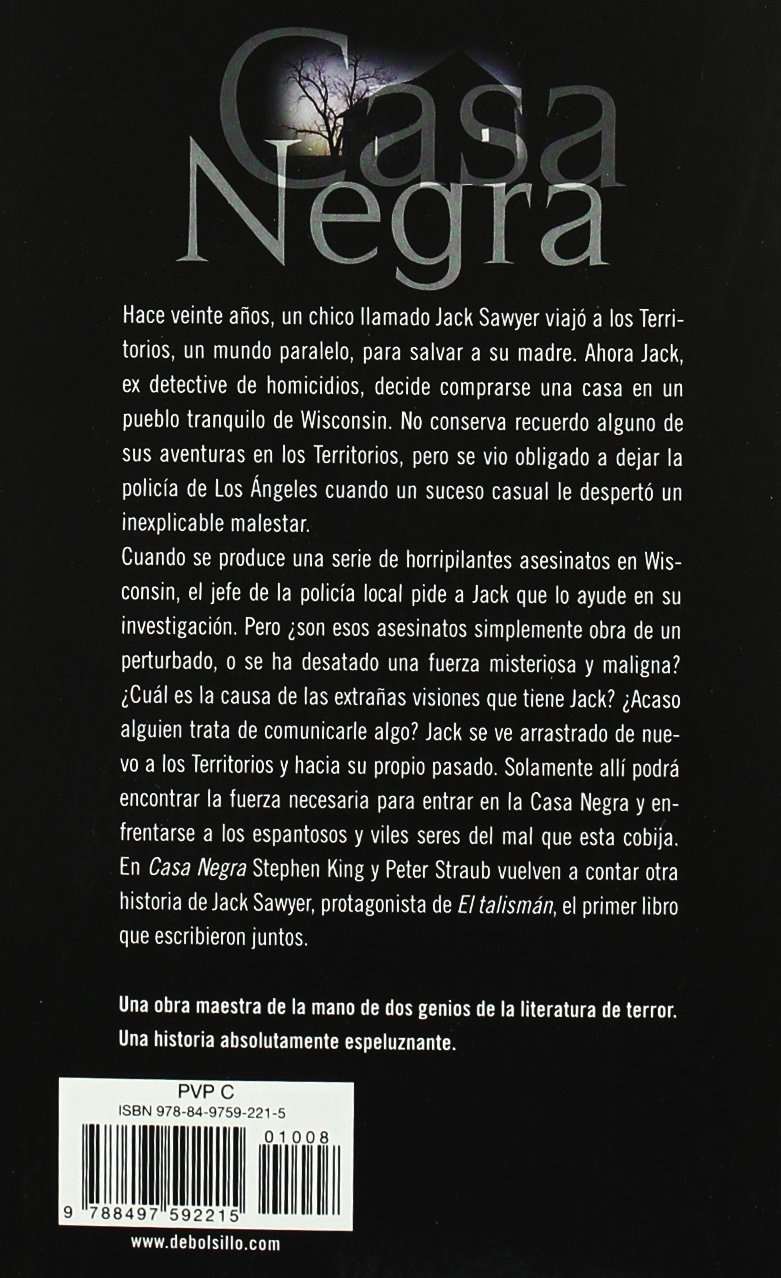 Casa
Negra
Hace veinte años, un chico llamado Jack Sawyer viajó a los Terri-
torios, un mundo paralelo, para salvar a su madre. Ahora Jack,
ex detective de homicidios, decide comprarse una casa en un
pueblo tranquilo de Wisconsin. No conserva recuerdo alguno de
sus aventuras en los Territorios, pero se vio obligado a dejar la
policía de Los Ángeles cuando un suceso casual le despertó un
inexplicable malestar.
Cuando se produce una serie de horripilantes asesinatos en Wis-
consin, el jefe de la policía local pide a Jack que lo ayude en su
investigación. Pero ¿son esos asesinatos simplemente obra de un
perturbado, o se ha desatado una fuerza misteriosa y maligna?
¿Cuál es la causa de las extrañas visiones que tiene Jack? ¿Acaso
alguien trata de comunicarle algo? Jack se ve arrastrado de nue-
vo a los Territorios y hacia su propio pasado. Solamente allí podrá
encontrar la fuerza necesaria para entrar en la Casa Negra y en-
frentarse a los espantosos y viles seres del mal que esta cobija.
En Casa Negra Stephen King y Peter Straub vuelven a contar otra
historia de Jack Sawyer, protagonista de El talismán, el primer libro
que escribieron juntos.
Una obra maestra de la mano de dos genios de la literatura de terror.
Una historia absolutamente espeluznante.
PVP C
ISBN 978-84-9759-221-5
01008
9 788497 592215
www.debolsillo.com